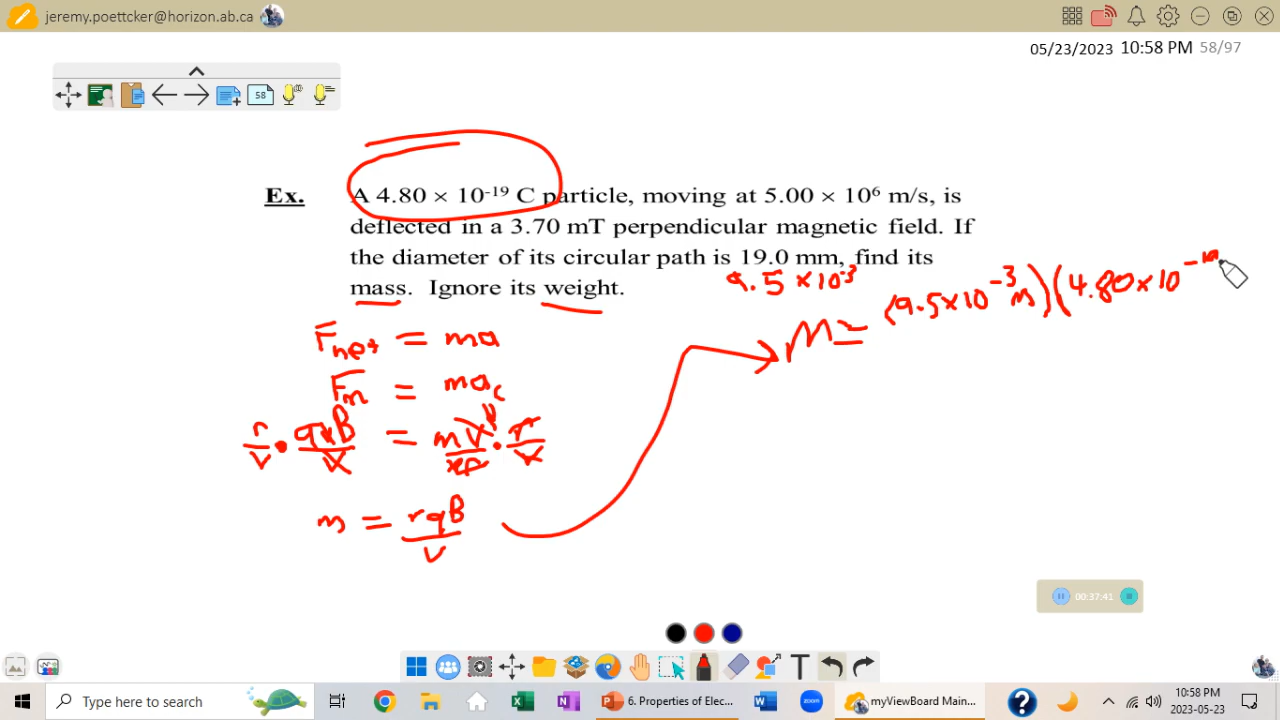 jeremy.poettcker@horizon.ab.ca
05/23/2023 10:58 PM 58/97
58
Ex. A 4.80 × 10⁻¹⁹ C particle, moving at 5.00 × 10⁶ m/s, is
deflected in a 3.70 mT perpendicular magnetic field. If
the diameter of its circular path is 19.0 mm, find its
mass. Ignore its weight.
9.5 ×10⁻³
m = (9.5×10⁻³ m)(4.80×10⁻¹⁹
Fnet = ma
Fm = mac
r/v • qvB/v = mv²/r • r/v
m = rqB/v
00:37:41
T
Type here to search
6. Properties of Elec...
zoom
myViewBoard Main...
10:58 PM
2023-05-23